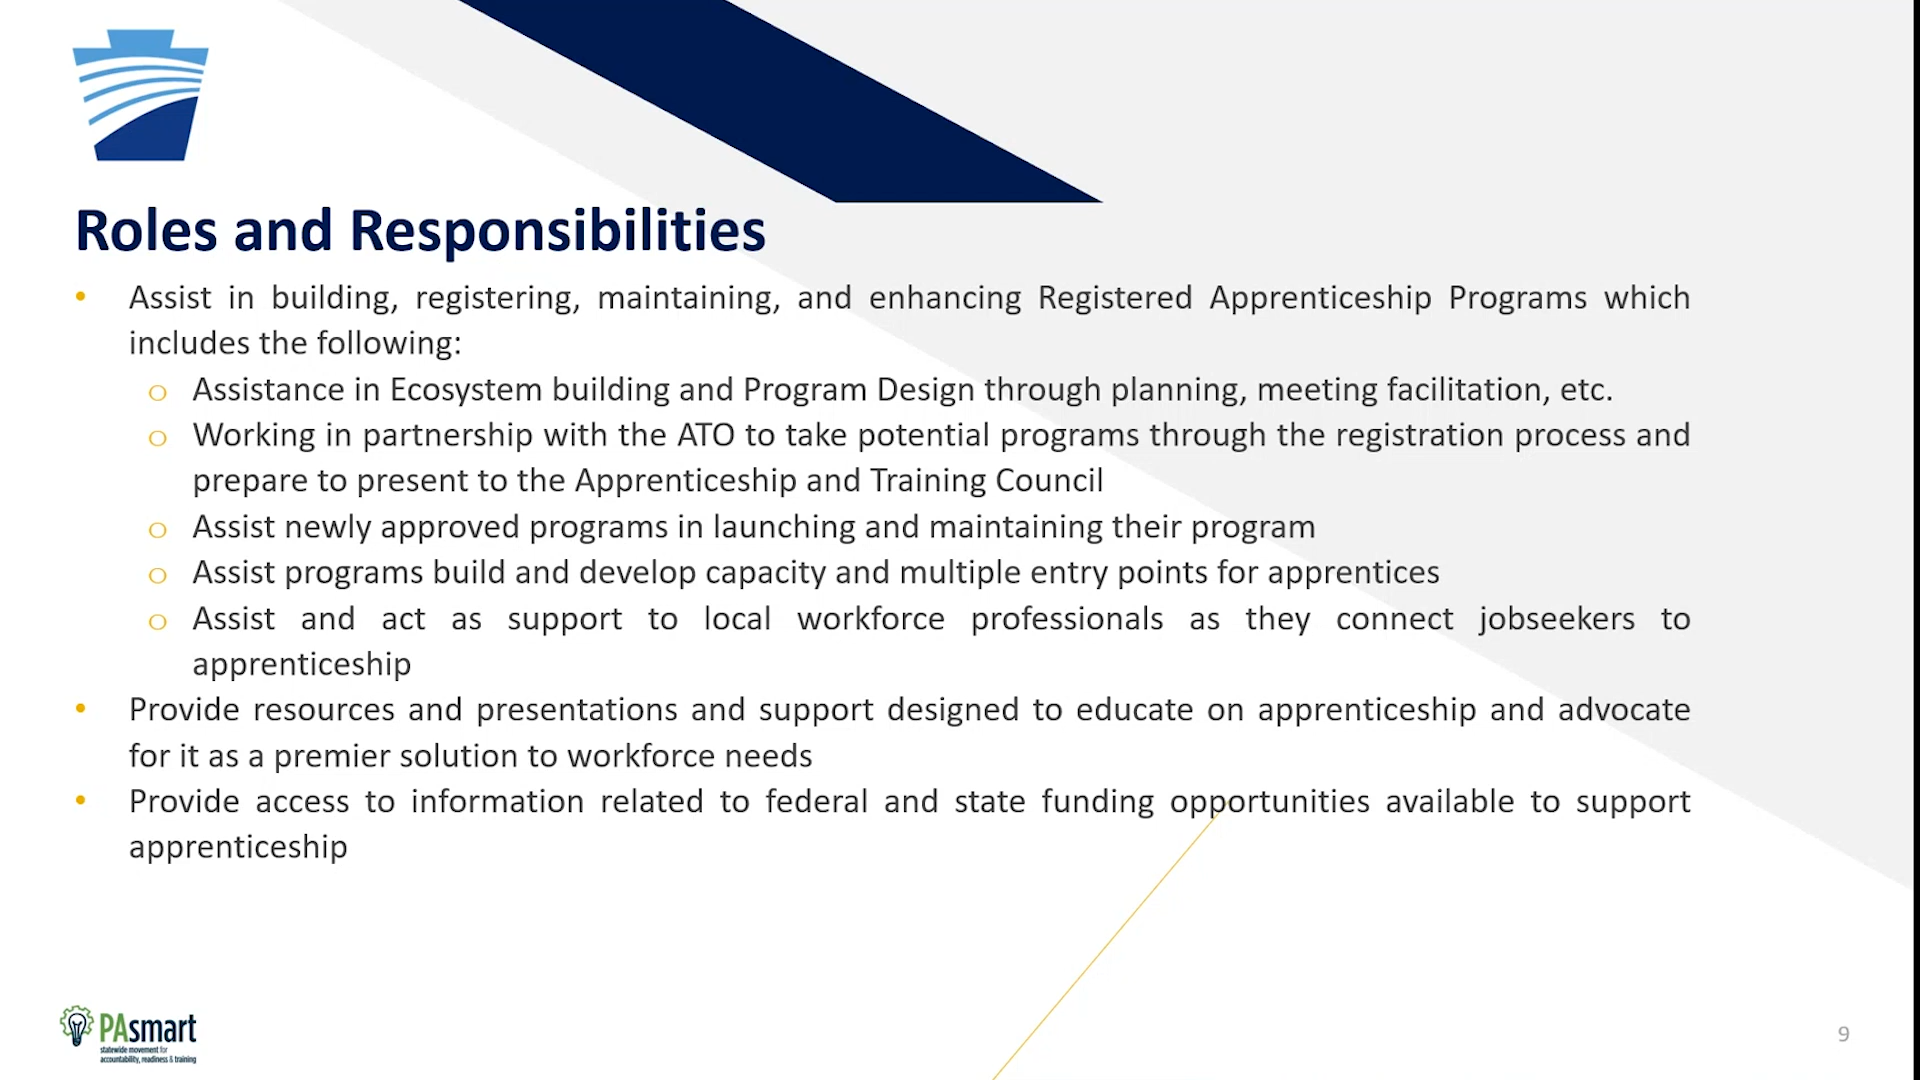 Roles and Responsibilities
• Assist in building, registering, maintaining, and enhancing Registered Apprenticeship Programs which
includes the following:
o Assistance in Ecosystem building and Program Design through planning, meeting facilitation, etc.
o Working in partnership with the ATO to take potential programs through the registration process and
prepare to present to the Apprenticeship and Training Council
o Assist newly approved programs in launching and maintaining their program
o Assist programs build and develop capacity and multiple entry points for apprentices
o Assist and act as support to local workforce professionals as they connect jobseekers to
apprenticeship
• Provide resources and presentations and support designed to educate on apprenticeship and advocate
for it as a premier solution to workforce needs
• Provide access to information related to federal and state funding opportunities available to support
apprenticeship
PAsmart
statewide movement for
accountability, readiness & training
9